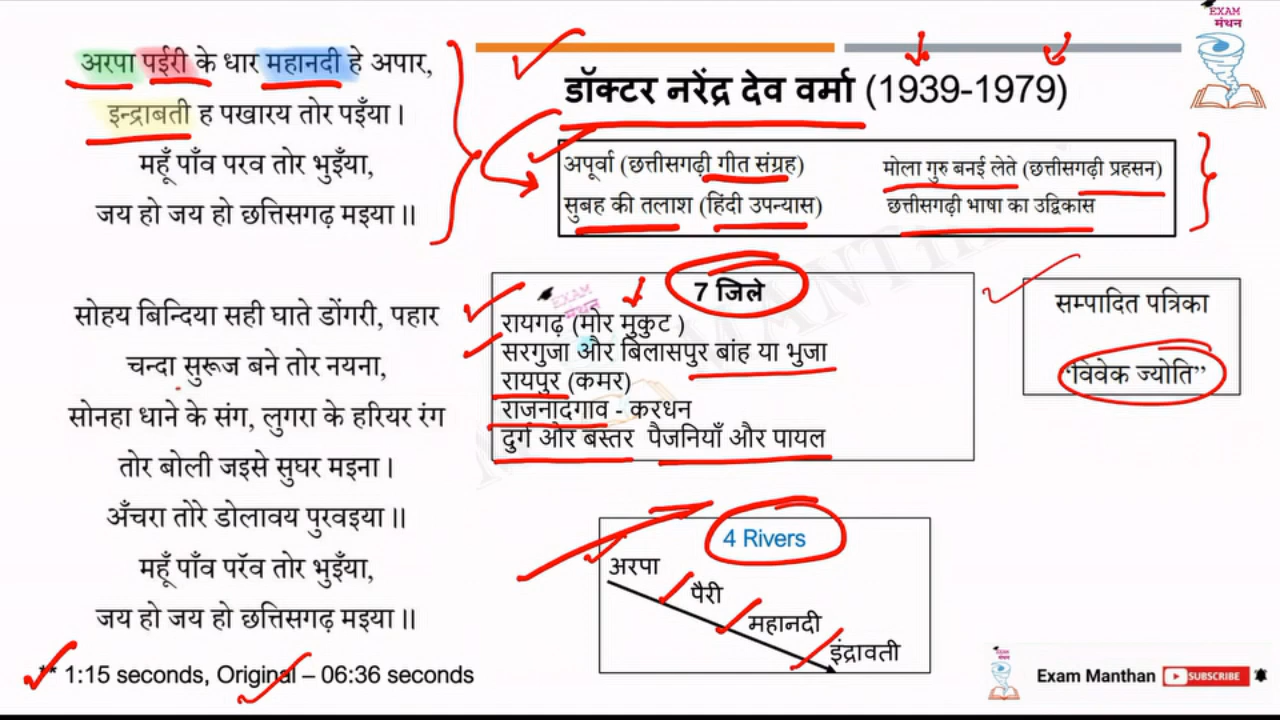 अरपा पईरी के धार महानदी हे अपार,
इन्द्राबती ह पखारय तोर पइँया।
महूँ पाँव परव तोर भुइँया,
जय हो जय हो छत्तिसगढ़ मइया॥
सोहय बिन्दिया सही घाते डोंगरी, पहार
चन्दा सुरूज बने तोर नयना,
सोनहा धाने के संग, लुगरा के हरियर रंग
तोर बोली जइसे सुघर मइना।
अँचरा तोरे डोलावय पुरवइया॥
महूँ पाँव परॅव तोर भुइँया,
जय हो जय हो छत्तिसगढ़ मइया॥
** 1:15 seconds, Original – 06:36 seconds
EXAM
मंथन
डॉक्टर नरेंद्र देव वर्मा (1939-1979)
अपूर्वा (छत्तीसगढ़ी गीत संग्रह)
सुबह की तलाश (हिंदी उपन्यास)
मोला गुरु बनई लेते (छत्तीसगढ़ी प्रहसन)
छत्तीसगढ़ी भाषा का उद्विकास
7 जिले
EXAM
मंथन
रायगढ़ (मोर मुकुट )
सरगुजा और बिलासपुर बांह या भुजा
रायपुर (कमर)
राजनादगाव - करधन
दुर्ग और बस्तर पैजनियाँ और पायल
सम्पादित पत्रिका
“विवेक ज्योति”
4 Rivers
अरपा
पैरी
महानदी
इंद्रावती
EXAM
मंथन
Exam Manthan
SUBSCRIBE